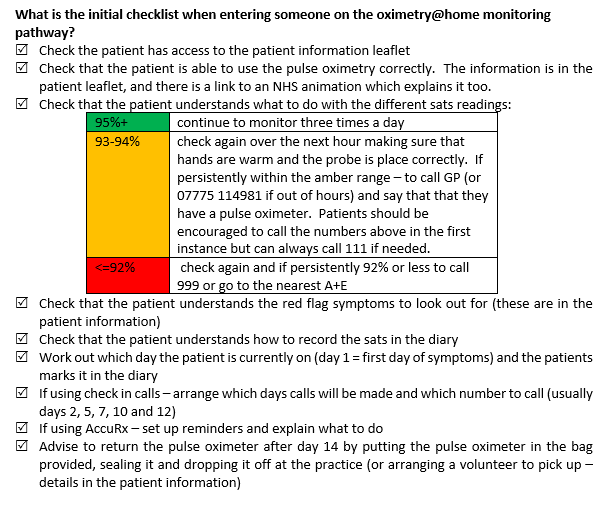 What is the initial checklist when entering someone on the oximetry@home monitoring
pathway?
☑ Check the patient has access to the patient information leaflet
☑ Check that the patient is able to use the pulse oximetry correctly. The information is in the
patient leaflet, and there is a link to an NHS animation which explains it too.
☑ Check that the patient understands what to do with the different sats readings:
95%+ continue to monitor three times a day
93-94% check again over the next hour making sure that
hands are warm and the probe is place correctly. If
persistently within the amber range – to call GP (or
07775 114981 if out of hours) and say that that they
have a pulse oximeter. Patients should be
encouraged to call the numbers above in the first
instance but can always call 111 if needed.
<=92% check again and if persistently 92% or less to call
999 or go to the nearest A+E
☑ Check that the patient understands the red flag symptoms to look out for (these are in the
patient information)
☑ Check that the patient understands how to record the sats in the diary
☑ Work out which day the patient is currently on (day 1 = first day of symptoms) and the patients
marks it in the diary
☑ If using check in calls – arrange which days calls will be made and which number to call (usually
days 2, 5, 7, 10 and 12)
☑ If using AccuRx – set up reminders and explain what to do
☑ Advise to return the pulse oximeter after day 14 by putting the pulse oximeter in the bag
provided, sealing it and dropping it off at the practice (or arranging a volunteer to pick up –
details in the patient information)